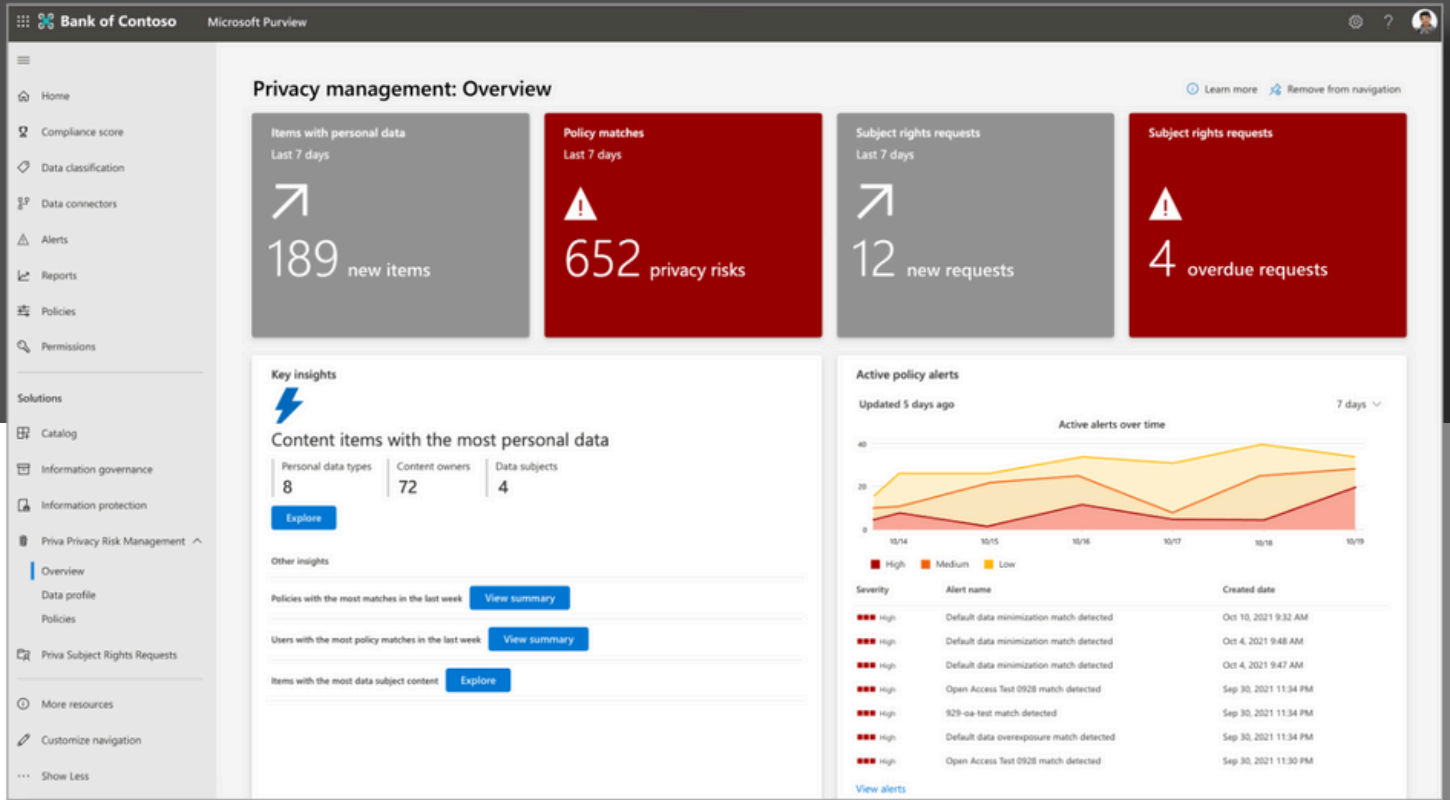 Bank of Contoso Microsoft Purview
?
Home
Compliance score
Data classification
Data connectors
Alerts
Reports
Policies
Permissions
Solutions
Catalog
Information governance
Information protection
Priva Privacy Risk Management
Overview
Data profile
Policies
Priva Subject Rights Requests
More resources
Customize navigation
Show Less
Privacy management: Overview
Learn more Remove from navigation
Items with personal data
Last 7 days
189 new items
Policy matches
Last 7 days
652 privacy risks
Subject rights requests
Last 7 days
12 new requests
Subject rights requests
4 overdue requests
Key insights
Content items with the most personal data
Personal data types Content owners Data subjects
8 72 4
Explore
Other insights
Policies with the most matches in the last week View summary
Users with the most policy matches in the last week View summary
Items with the most data subject content Explore
Active policy alerts
Updated 5 days ago 7 days
Active alerts over time
40
20
0
10/14 10/15 10/16 10/17 10/18 10/19
High Medium Low
Severity Alert name Created date
High Default data minimization match detected Oct 10, 2021 9:32 AM
High Default data minimization match detected Oct 4, 2021 9:48 AM
High Default data minimization match detected Oct 4, 2021 9:47 AM
High Open Access Test 0928 match detected Sep 30, 2021 11:34 PM
High 929-oa-test match detected Sep 30, 2021 11:34 PM
High Default data overexposure match detected Sep 30, 2021 11:34 PM
High Open Access Test 0928 match detected Sep 30, 2021 11:30 PM
View alerts